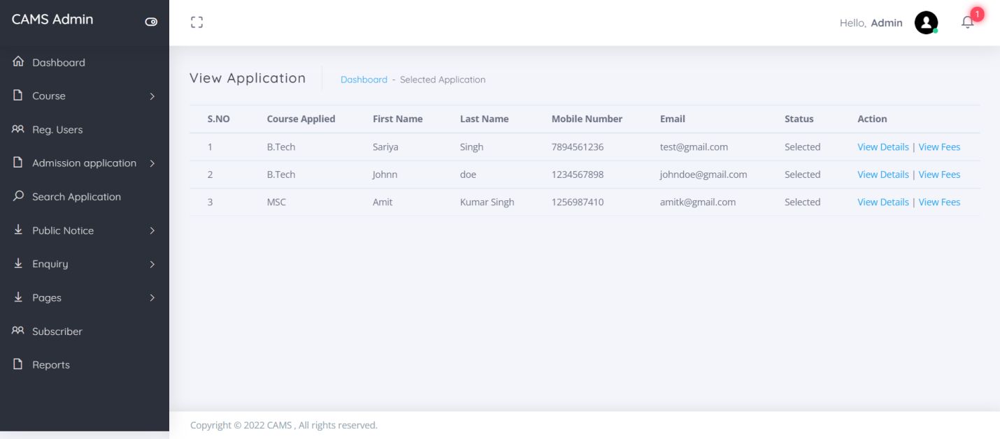 CAMS Admin
Hello, Admin
1
Dashboard
Course
Reg. Users
Admission application
Search Application
Public Notice
Enquiry
Pages
Subscriber
Reports
View Application
Dashboard - Selected Application
S.NO Course Applied First Name Last Name Mobile Number Email Status Action
1 B.Tech Sariya Singh 7894561236 test@gmail.com Selected View Details | View Fees
2 B.Tech Johnn doe 1234567898 johndoe@gmail.com Selected View Details | View Fees
3 MSC Amit Kumar Singh 1256987410 amitk@gmail.com Selected View Details | View Fees
Copyright © 2022 CAMS , All rights reserved.